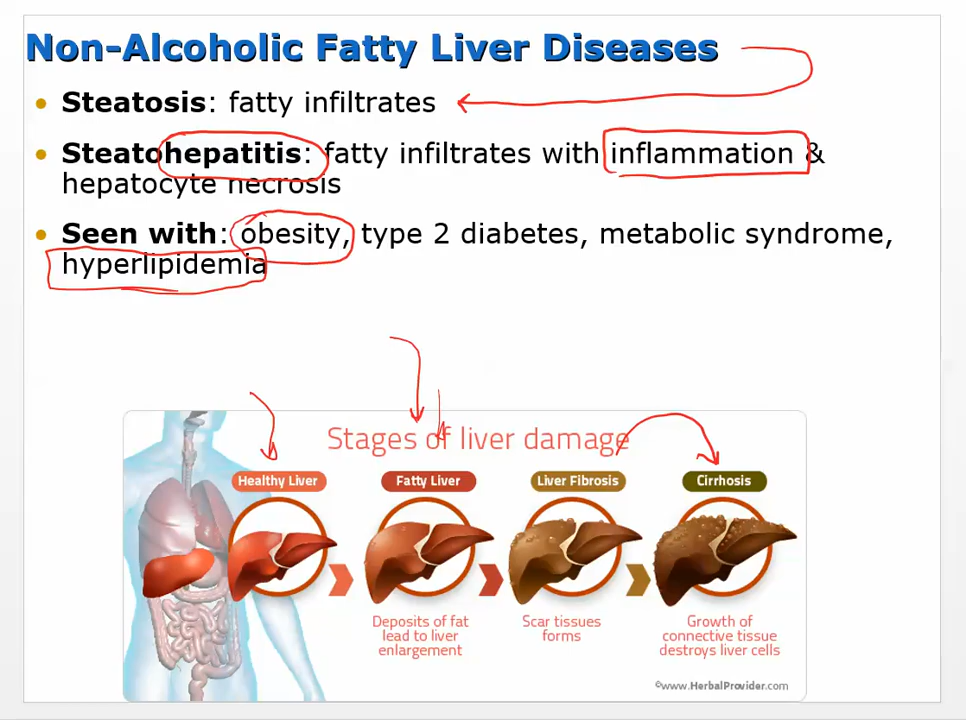 Non-Alcoholic Fatty Liver Diseases
• Steatosis: fatty infiltrates
• Steatohepatitis: fatty infiltrates with inflammation &
hepatocyte necrosis
• Seen with: obesity, type 2 diabetes, metabolic syndrome,
hyperlipidemia
Stages of liver damage
Healthy Liver
Fatty Liver
Liver Fibrosis
Cirrhosis
Deposits of fat
lead to liver
enlargement
Scar tissues
forms
Growth of
connective tissue
destroys liver cells
©www.HerbalProvider.com